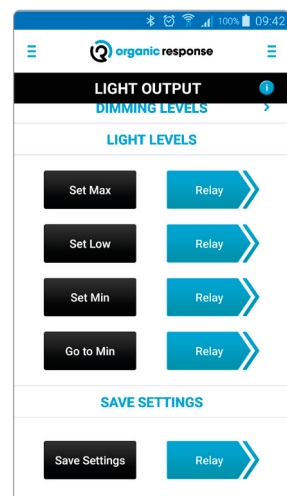 100% 09:42
organic response
LIGHT OUTPUT i
DIMMING LEVELS
LIGHT LEVELS
Set Max Relay
Set Low Relay
Set Min Relay
Go to Min Relay
SAVE SETTINGS
Save Settings Relay